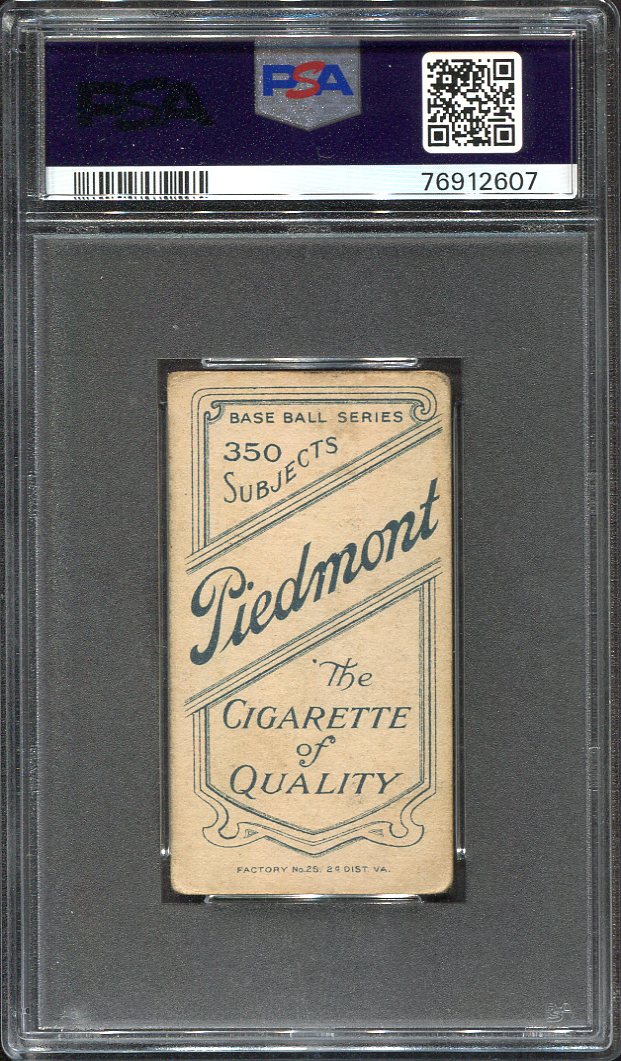 PSA
PSA
76912607
BASE BALL SERIES
350
SUBJECTS
Piedmont
The
CIGARETTE
of
QUALITY
FACTORY No. 25. 2d DIST. VA.